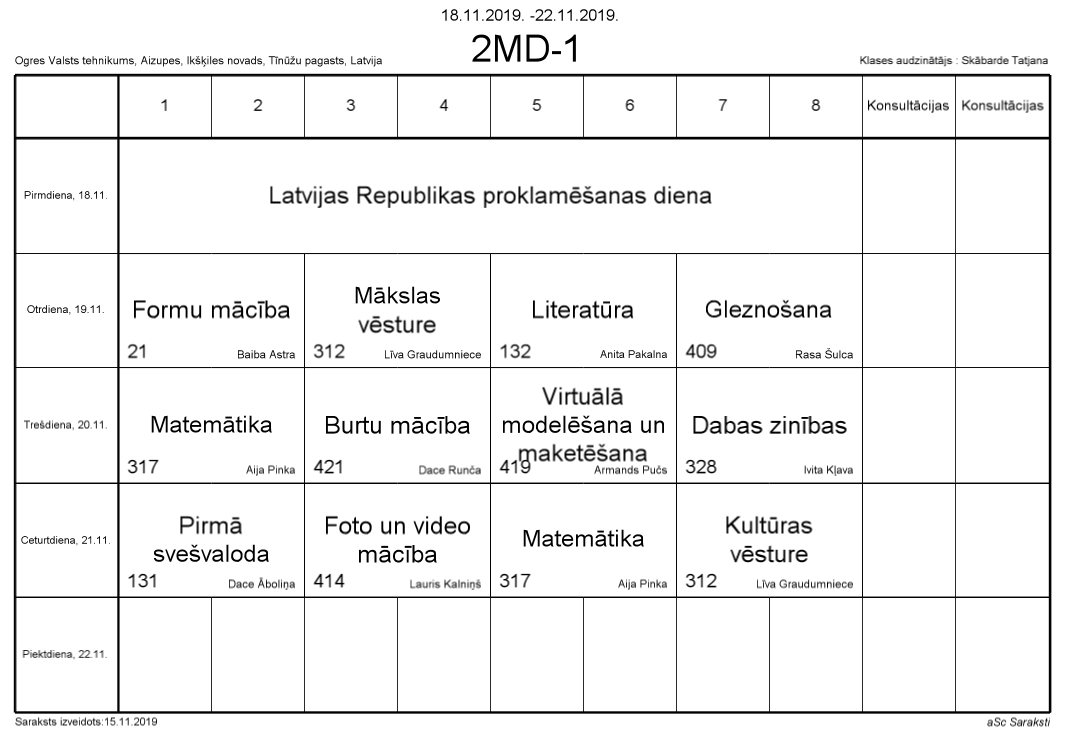 18.11.2019. -22.11.2019.
2MD-1
Ogres Valsts tehnikums, Aizupes, Ikšķiles novads, Tīnūžu pagasts, Latvija
Klases audzinātājs : Skābarde Tatjana
1 2 3 4 5 6 7 8 Konsultācijas Konsultācijas
Pirmdiena, 18.11.
Latvijas Republikas proklamēšanas diena
Otrdiena, 19.11.
Formu mācība
21 Baiba Astra
Mākslas
vēsture
312 Līva Graudumniece
Literatūra
132 Anita Pakalna
Gleznošana
409 Rasa Šulca
Trešdiena, 20.11.
Matemātika
317 Aija Pinka
Burtu mācība
421 Dace Runča
Virtuālā
modelēšana un
maketēšana
419 Armands Pučs
Dabas zinības
328 Ivita Kļava
Ceturtdiena, 21.11.
Pirmā
svešvaloda
131 Dace Āboliņa
Foto un video
mācība
414 Lauris Kalniņš
Matemātika
317 Aija Pinka
Kultūras
vēsture
312 Līva Graudumniece
Piektdiena, 22.11.
Saraksts izveidots:15.11.2019
aSc Saraksti